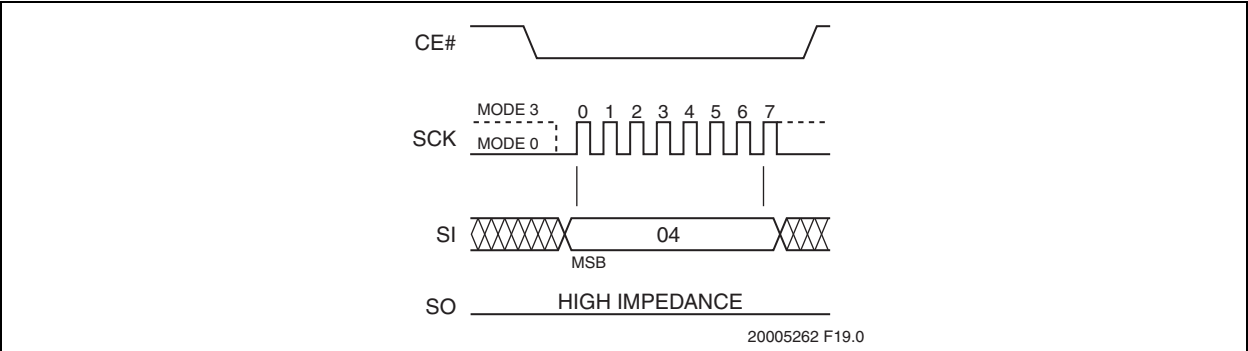 CE#
MODE 3
0 1 2 3 4 5 6 7
SCK
MODE 0
SI
04
MSB
SO
HIGH IMPEDANCE
20005262 F19.0